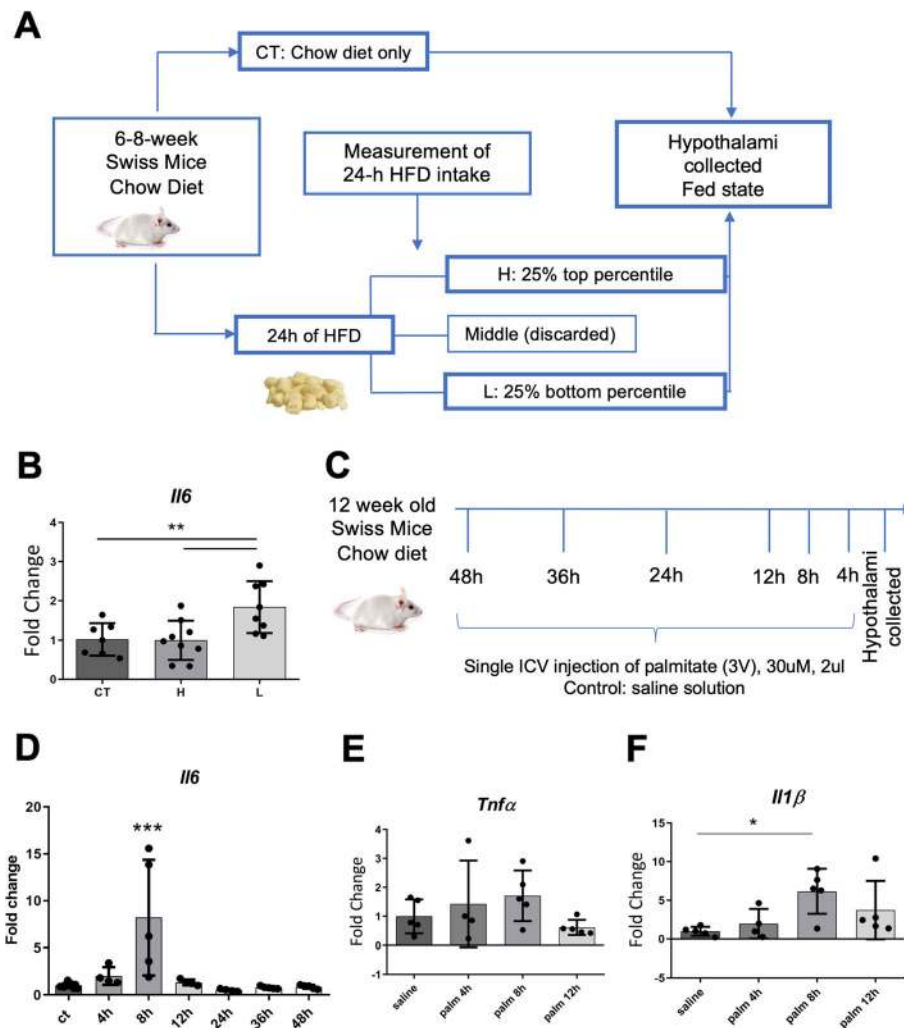 A
CT: Chow diet only
6-8-week
Swiss Mice
Chow Diet
Measurement of
24-h HFD intake
Hypothalami
collected
Fed state
H: 25% top percentile
24h of HFD
Middle (discarded)
L: 25% bottom percentile
B
Il6
**
Fold Change
4
3
2
1
0
CT H L
C
12 week old
Swiss Mice
Chow diet
48h 36h 24h 12h 8h 4h
Hypothalami
collected
Single ICV injection of palmitate (3V), 30uM, 2ul
Control: saline solution
D
Il6
***
Fold change
20
15
10
5
0
ct 4h 8h 12h 24h 36h 48h
E
Tnfα
Fold Change
4
3
2
1
0
-1
saline palm 4h palm 8h palm 12h
F
Il1β
*
Fold Change
15
10
5
0
-5
saline palm 4h palm 8h palm 12h